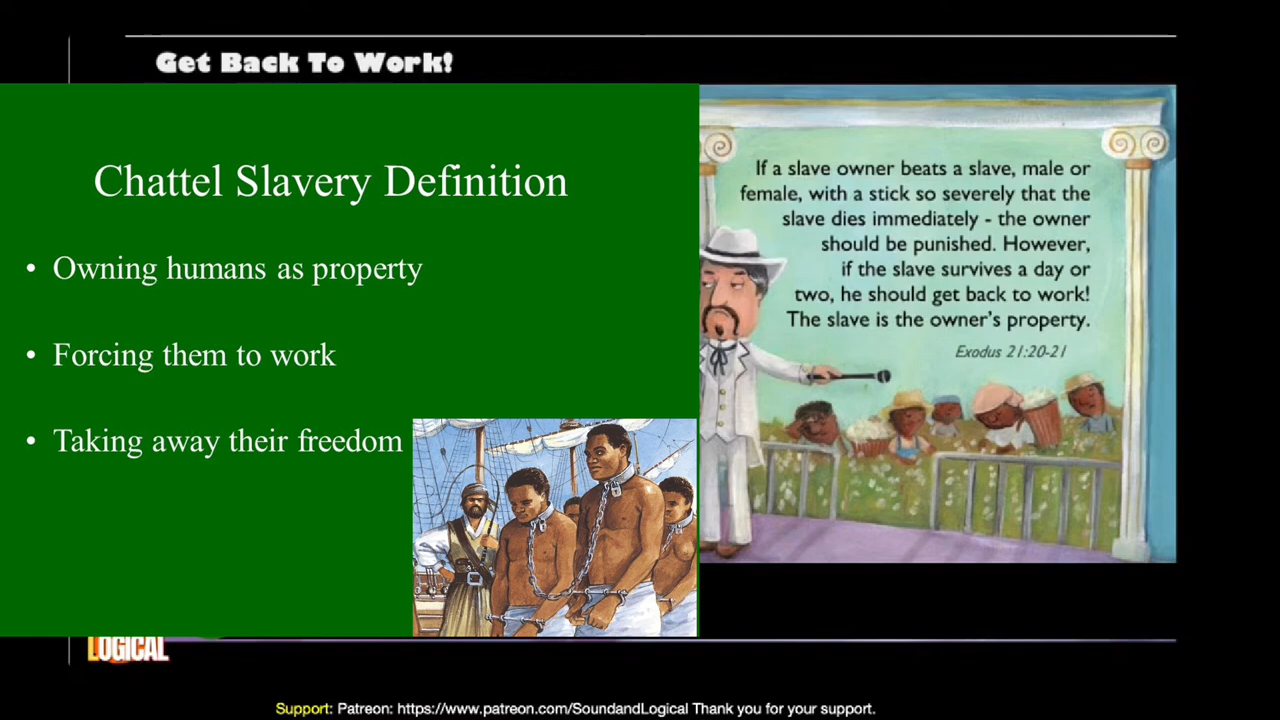 Get Back To Work!
Chattel Slavery Definition
• Owning humans as property
• Forcing them to work
• Taking away their freedom
If a slave owner beats a slave, male or
female, with a stick so severely that the
slave dies immediately - the owner
should be punished. However,
if the slave survives a day or
two, he should get back to work!
The slave is the owner's property.
Exodus 21:20-21
LOGICAL
Support: Patreon: https://www.patreon.com/SoundandLogical Thank you for your support.